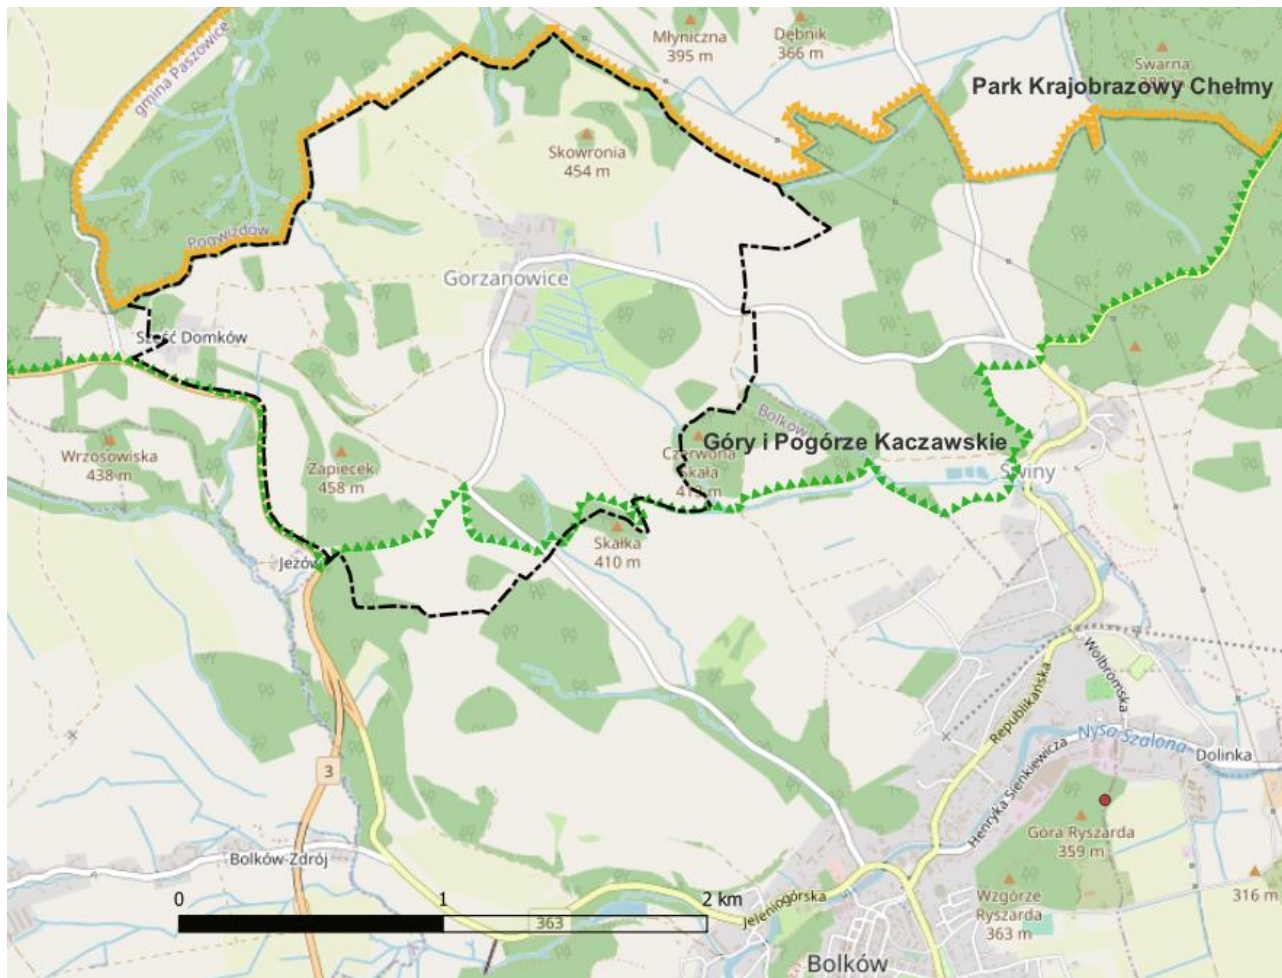 gmina Paszowice
Młyniczna
395 m
Dębnik
366 m
Swarna
Park Krajobrazowy Chełmy
Skowronia
454 m
Pogwizdów
Gorzanowice
Sześć Domków
Wrzosowiska
438 m
Zapiecek
458 m
Bolków
Góry i Pogórze Kaczawskie
Czerwona
Skała
Świny
Jeżów
Skałka
410 m
Wolbromska
Republikańska
Nysa Szalona
Dolinka
3
Henryka Sienkiewicza
Góra Ryszarda
359 m
Bolków-Zdrój
Wzgórze
Ryszarda
363 m
316 m
0
1
2 km
363
Jeleniogórska
Bolków